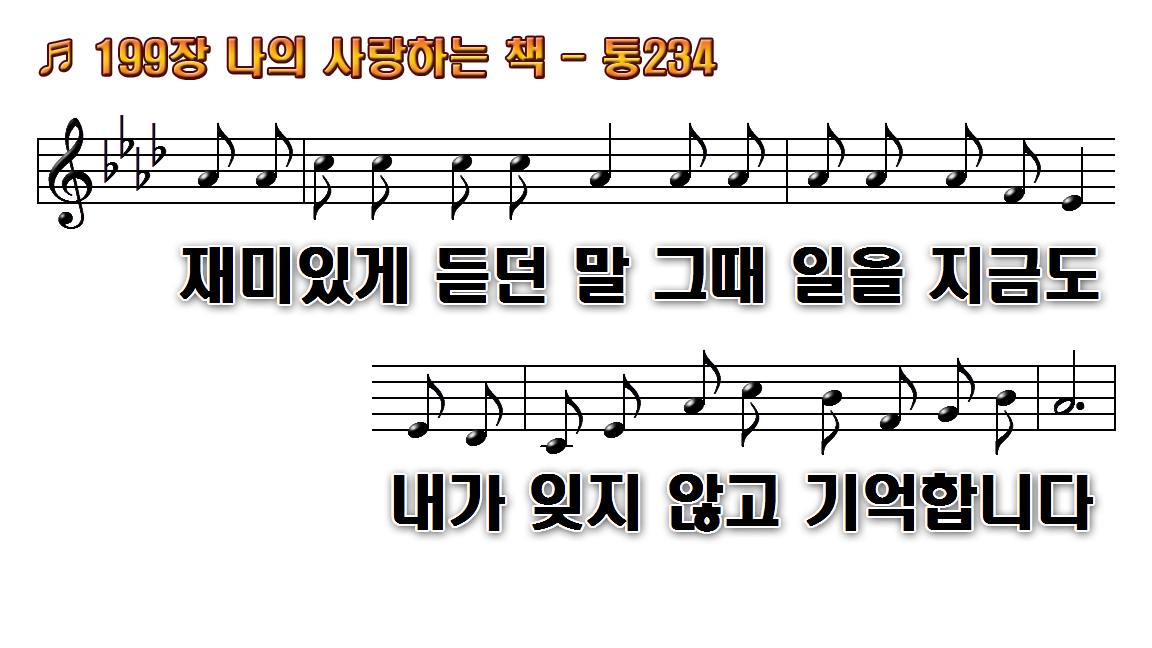 199장 나의 사랑하는 책 - 통234
재미있게 듣던 말 그때 일을 지금도
내가 잊지 않고 기억합니다